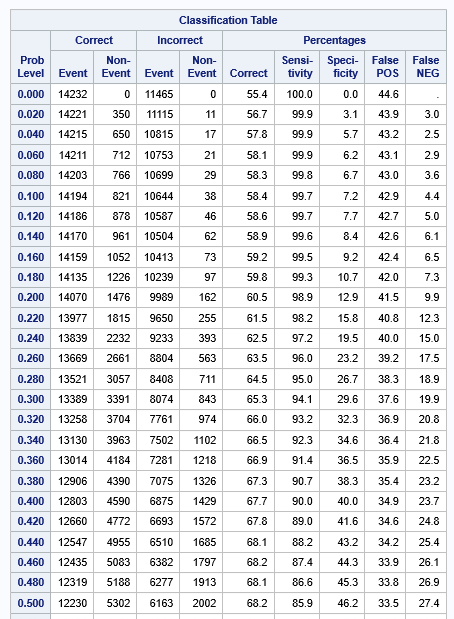 Classification Table
Correct Incorrect Percentages
Prob Level Event Non-Event Event Non-Event Correct Sensi-tivity Speci-ficity False POS False NEG
0.000 14232 0 11465 0 55.4 100.0 0.0 44.6 .
0.020 14221 350 11115 11 56.7 99.9 3.1 43.9 3.0
0.040 14215 650 10815 17 57.8 99.9 5.7 43.2 2.5
0.060 14211 712 10753 21 58.1 99.9 6.2 43.1 2.9
0.080 14203 766 10699 29 58.3 99.8 6.7 43.0 3.6
0.100 14194 821 10644 38 58.4 99.7 7.2 42.9 4.4
0.120 14186 878 10587 46 58.6 99.7 7.7 42.7 5.0
0.140 14170 961 10504 62 58.9 99.6 8.4 42.6 6.1
0.160 14159 1052 10413 73 59.2 99.5 9.2 42.4 6.5
0.180 14135 1226 10239 97 59.8 99.3 10.7 42.0 7.3
0.200 14070 1476 9989 162 60.5 98.9 12.9 41.5 9.9
0.220 13977 1815 9650 255 61.5 98.2 15.8 40.8 12.3
0.240 13839 2232 9233 393 62.5 97.2 19.5 40.0 15.0
0.260 13669 2661 8804 563 63.5 96.0 23.2 39.2 17.5
0.280 13521 3057 8408 711 64.5 95.0 26.7 38.3 18.9
0.300 13389 3391 8074 843 65.3 94.1 29.6 37.6 19.9
0.320 13258 3704 7761 974 66.0 93.2 32.3 36.9 20.8
0.340 13130 3963 7502 1102 66.5 92.3 34.6 36.4 21.8
0.360 13014 4184 7281 1218 66.9 91.4 36.5 35.9 22.5
0.380 12906 4390 7075 1326 67.3 90.7 38.3 35.4 23.2
0.400 12803 4590 6875 1429 67.7 90.0 40.0 34.9 23.7
0.420 12660 4772 6693 1572 67.8 89.0 41.6 34.6 24.8
0.440 12547 4955 6510 1685 68.1 88.2 43.2 34.2 25.4
0.460 12435 5083 6382 1797 68.2 87.4 44.3 33.9 26.1
0.480 12319 5188 6277 1913 68.1 86.6 45.3 33.8 26.9
0.500 12230 5302 6163 2002 68.2 85.9 46.2 33.5 27.4